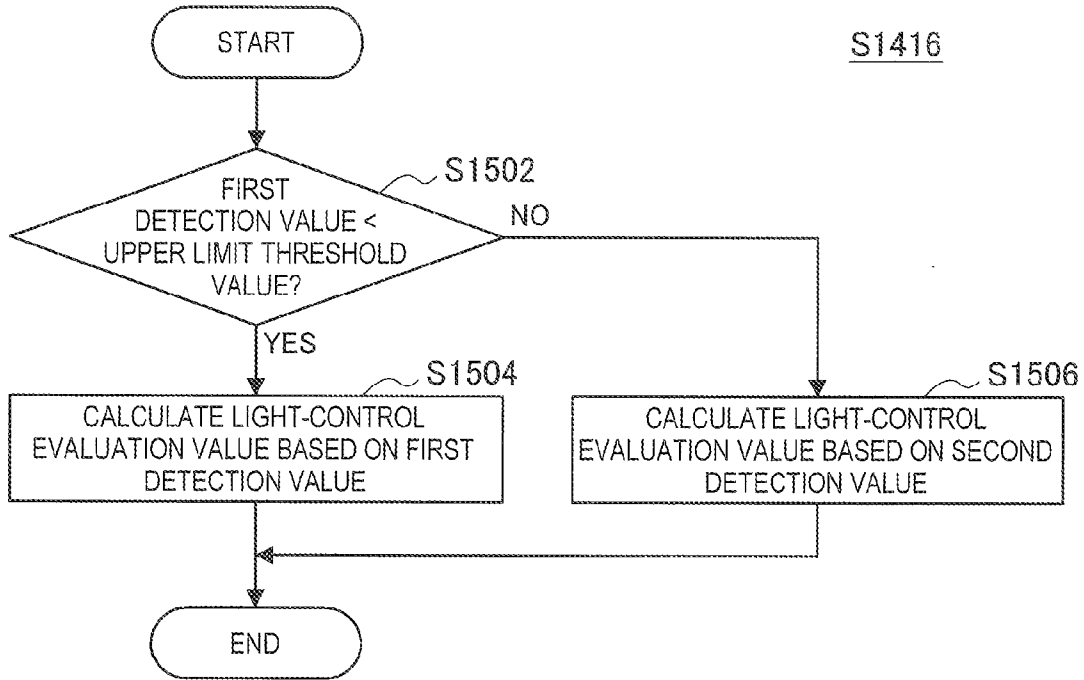 START
S1416
S1502
FIRST
DETECTION VALUE <
UPPER LIMIT THRESHOLD
VALUE?
NO
YES
S1504
CALCULATE LIGHT-CONTROL
EVALUATION VALUE BASED ON FIRST
DETECTION VALUE
S1506
CALCULATE LIGHT-CONTROL
EVALUATION VALUE BASED ON SECOND
DETECTION VALUE
END